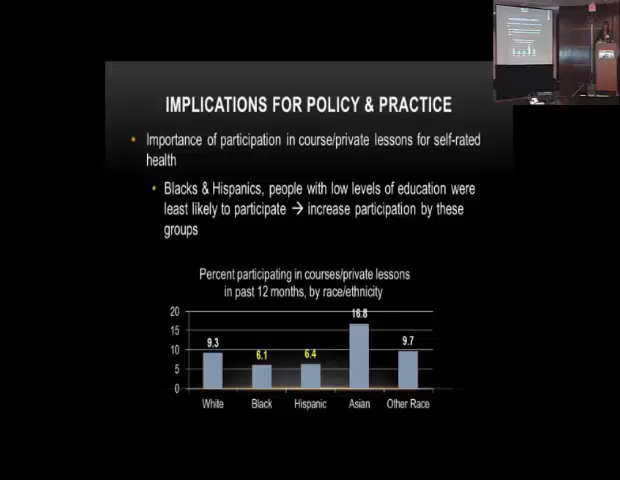 IMPLICATIONS FOR POLICY & PRACTICE
• Importance of participation in course/private lessons for self-rated
health
• Blacks & Hispanics, people with low levels of education were
least likely to participate → increase participation by these
groups
Percent participating in courses/private lessons
in past 12 months, by race/ethnicity
20
15
10
5
0
9.3
6.1
6.4
16.8
9.7
White
Black
Hispanic
Asian
Other Race